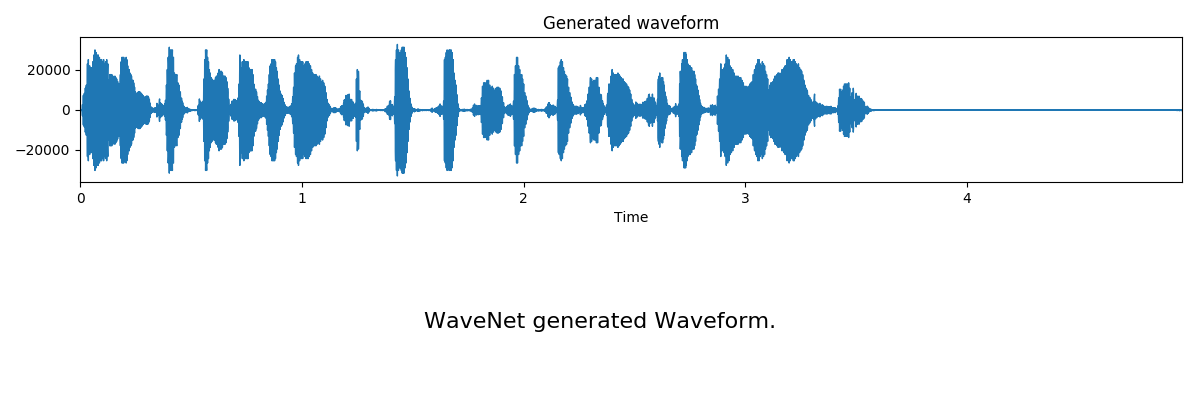 Generated waveform
20000
0
−20000
0 1 2 3 4
Time
WaveNet generated Waveform.